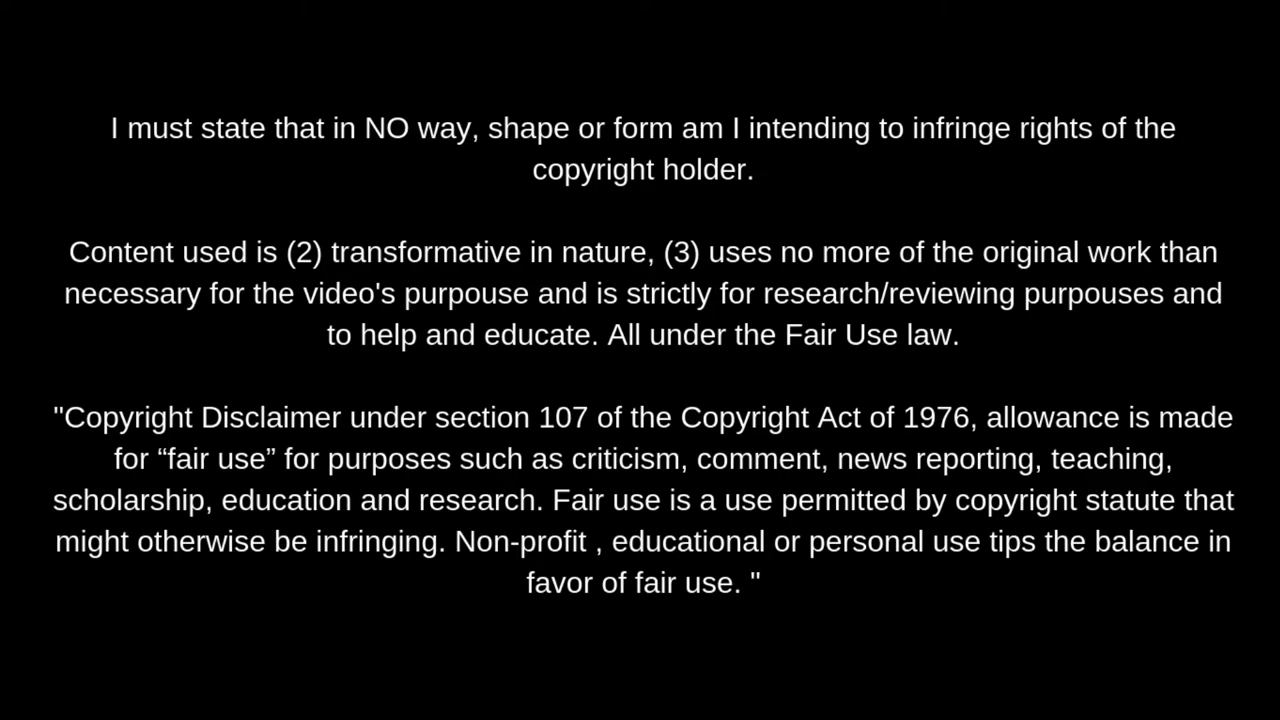 I must state that in NO way, shape or form am I intending to infringe rights of the
copyright holder.
Content used is (2) transformative in nature, (3) uses no more of the original work than
necessary for the video's purpouse and is strictly for research/reviewing purpouses and
to help and educate. All under the Fair Use law.
"Copyright Disclaimer under section 107 of the Copyright Act of 1976, allowance is made
for “fair use” for purposes such as criticism, comment, news reporting, teaching,
scholarship, education and research. Fair use is a use permitted by copyright statute that
might otherwise be infringing. Non-profit , educational or personal use tips the balance in
favor of fair use. "